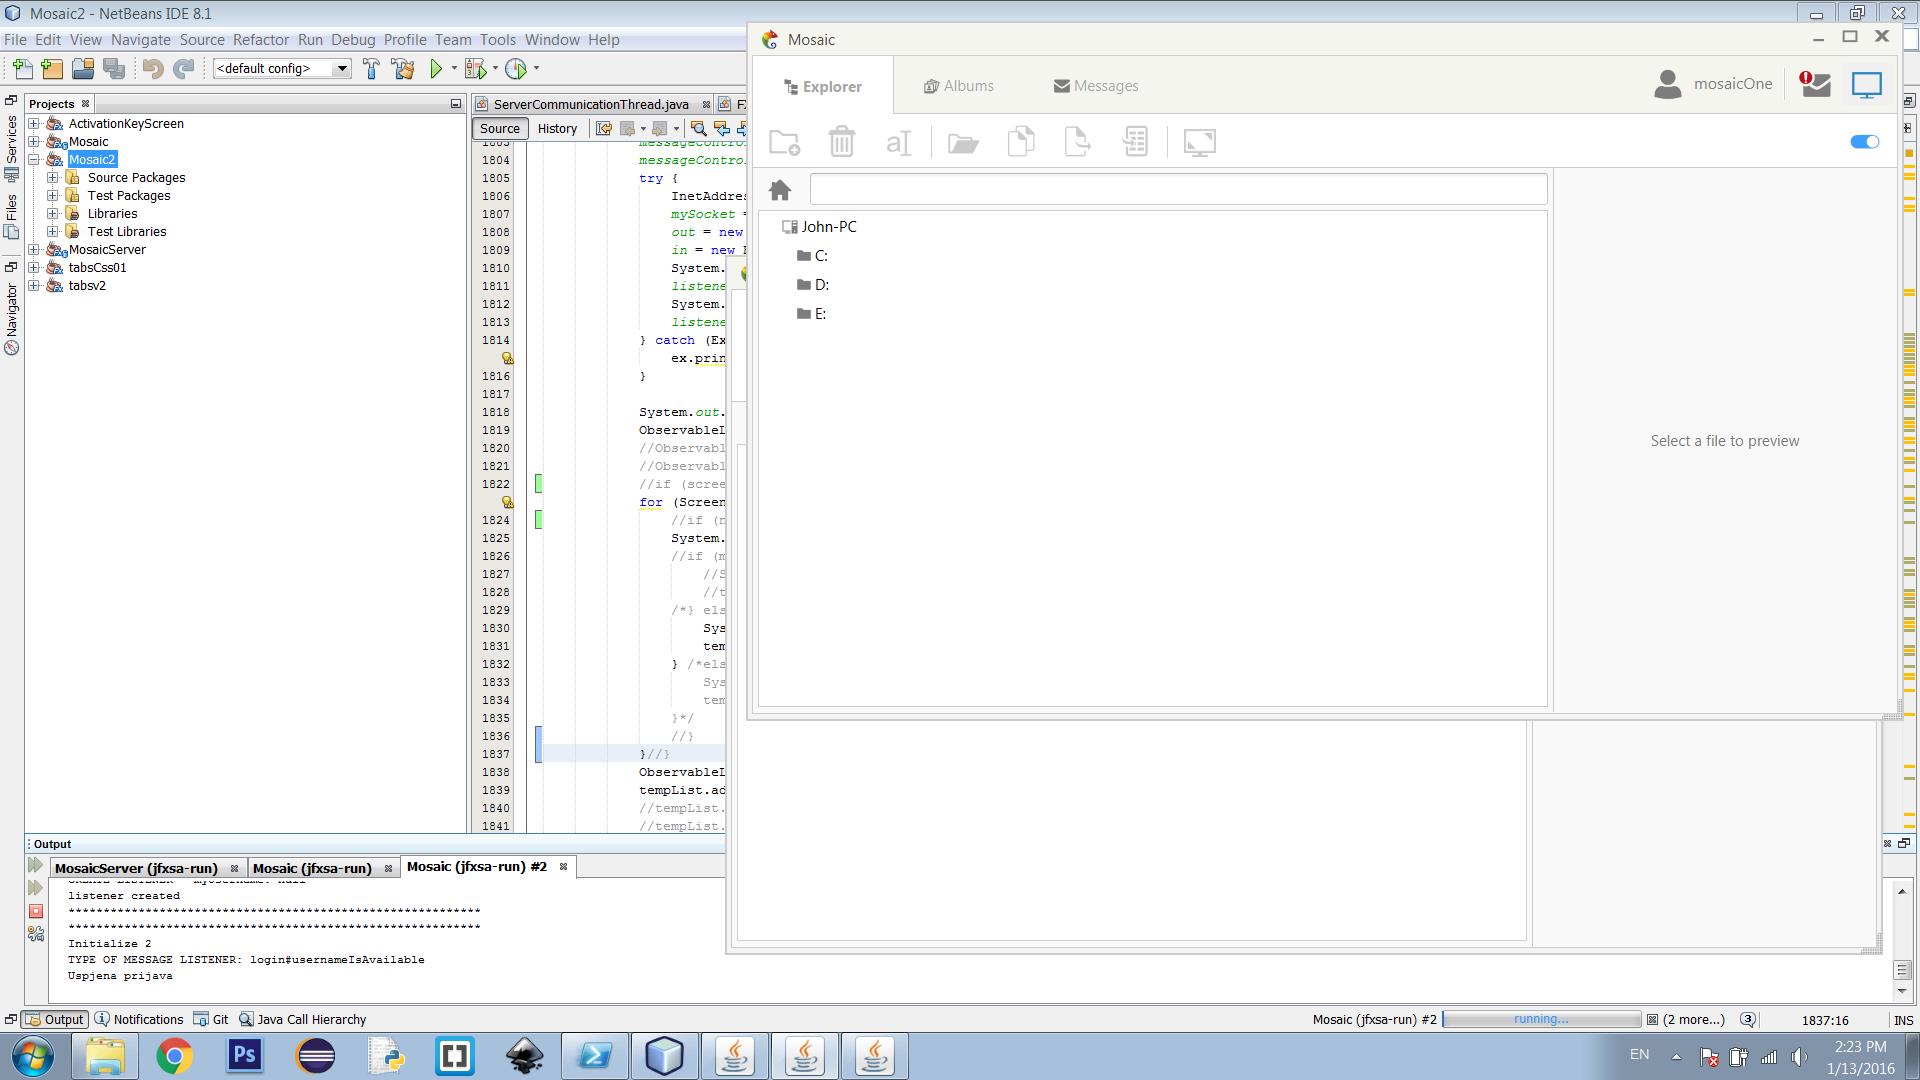 Mosaic2 - NetBeans IDE 8.1
File Edit View Navigate Source Refactor Run Debug Profile Team Tools Window Help
<default config>
Projects
Services
Files
Navigator
ActivationKeyScreen
Mosaic
Mosaic2
Source Packages
Test Packages
Libraries
Test Libraries
MosaicServer
tabsCss01
tabsv2
ServerCommunicationThread.java
Source History
1804 messageContro
1805 try {
1806 InetAddres
1807 mySocket =
1808 out = new
1809 in = new
1810 System.
1811 listene
1812 System.
1813 listene
1814 } catch (Ex
ex.prin
1816 }
1817
1818 System.out.
1819 ObservableL
1820 //Observabl
1821 //Observabl
1822 //if (scree
for (Screen
1824 //if (n
1825 System.
1826 //if (m
1827 //S
1828 //t
1829 /*} els
1830 Sys
1831 tem
1832 } /*els
1833 Sys
1834 tem
1835 }*/
1836 //}
1837 }//}
1838 ObservableL
1839 tempList.ad
1840 //tempList.
1841 //tempList.
Mosaic
Explorer Albums Messages mosaicOne
John-PC
C:
D:
E:
Select a file to preview
Output
MosaicServer (jfxsa-run) Mosaic (jfxsa-run) Mosaic (jfxsa-run) #2
listener created
***********************************************************
***********************************************************
Initialize 2
TYPE OF MESSAGE LISTENER: login#usernameIsAvailable
Uspjena prijava
Output Notifications Git Java Call Hierarchy
Mosaic (jfxsa-run) #2 running... (2 more...) 3 1837:16 INS
Ps
EN
2:23 PM
1/13/2016